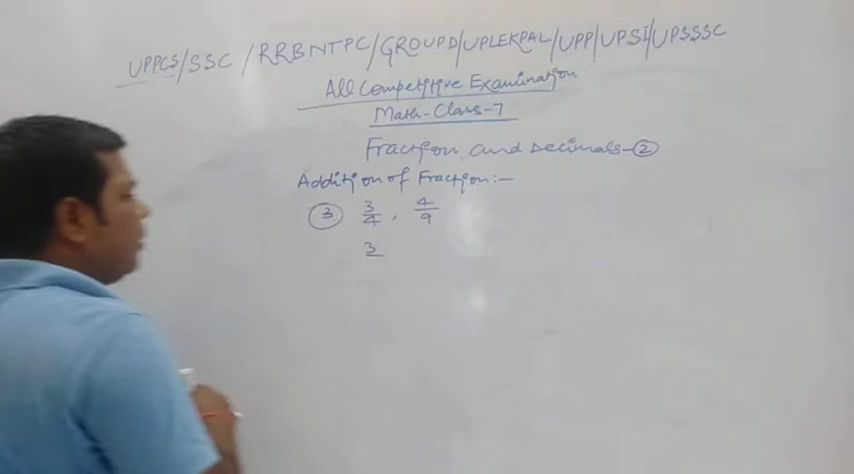 UPPCS/SSC/RRBNTPC/GROUPD/UPLEKPAL/UPP/UPSI/UPSSSC
All Competitive Examination
Math-Class-7
Fraction and Decimals-②
Addition of Fraction:-
③ 3/4, 4/9
3